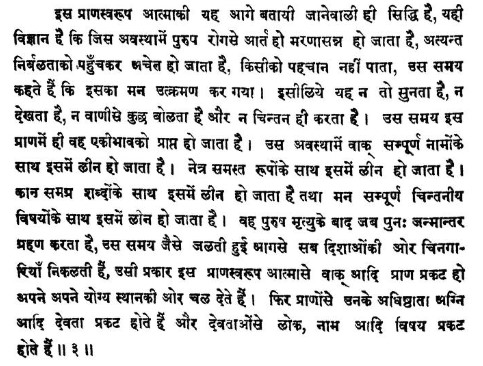 इस प्राणस्वरूप आत्माकी यह आगे बतायी जानेवाली ही सिद्धि है, यही
विज्ञान है कि जिस अवस्थामें पुरुष रोगसे आर्त हो मरणासन्न हो जाता है, अत्यन्त
निर्बलताको पहुँचकर अचेत हो जाता है, किसीको पहचान नहीं पाता, उस समय
कहते हैं कि इसका मन उत्क्रमण कर गया। इसीलिये यह न तो सुनता है, न
देखता है, न वाणीसे कुछ बोलता है और न चिन्तन ही करता है। उस समय इस
प्राणमें ही वह एकीभावको प्राप्त हो जाता है। उस अवस्थामें वाक् सम्पूर्ण नामोंके
साथ इसमें लीन हो जाता है। नेत्र समस्त रूपोंके साथ इसमें लीन हो जाता है।
कान समग्र शब्दोंके साथ इसमें लीन हो जाता है तथा मन सम्पूर्ण चिन्तनीय
विषयोंके साथ इसमें लीन हो जाता है। वह पुरुष मृत्युके बाद जब पुनः जन्मान्तर
ग्रहण करता है, उस समय जैसे जलती हुई आगसे सब दिशाओंकी ओर चिनगा-
रियाँ निकलती हैं, उसी प्रकार इस प्राणस्वरूप आत्मासे वाक् आदि प्राण प्रकट हो
अपने अपने योग्य स्थानकी ओर चल देते हैं। फिर प्राणोंसे उनके अधिष्ठाता अग्नि
आदि देवता प्रकट होते हैं और देवताओंसे लोक, नाम आदि विषय प्रकट
होते हैं॥३॥